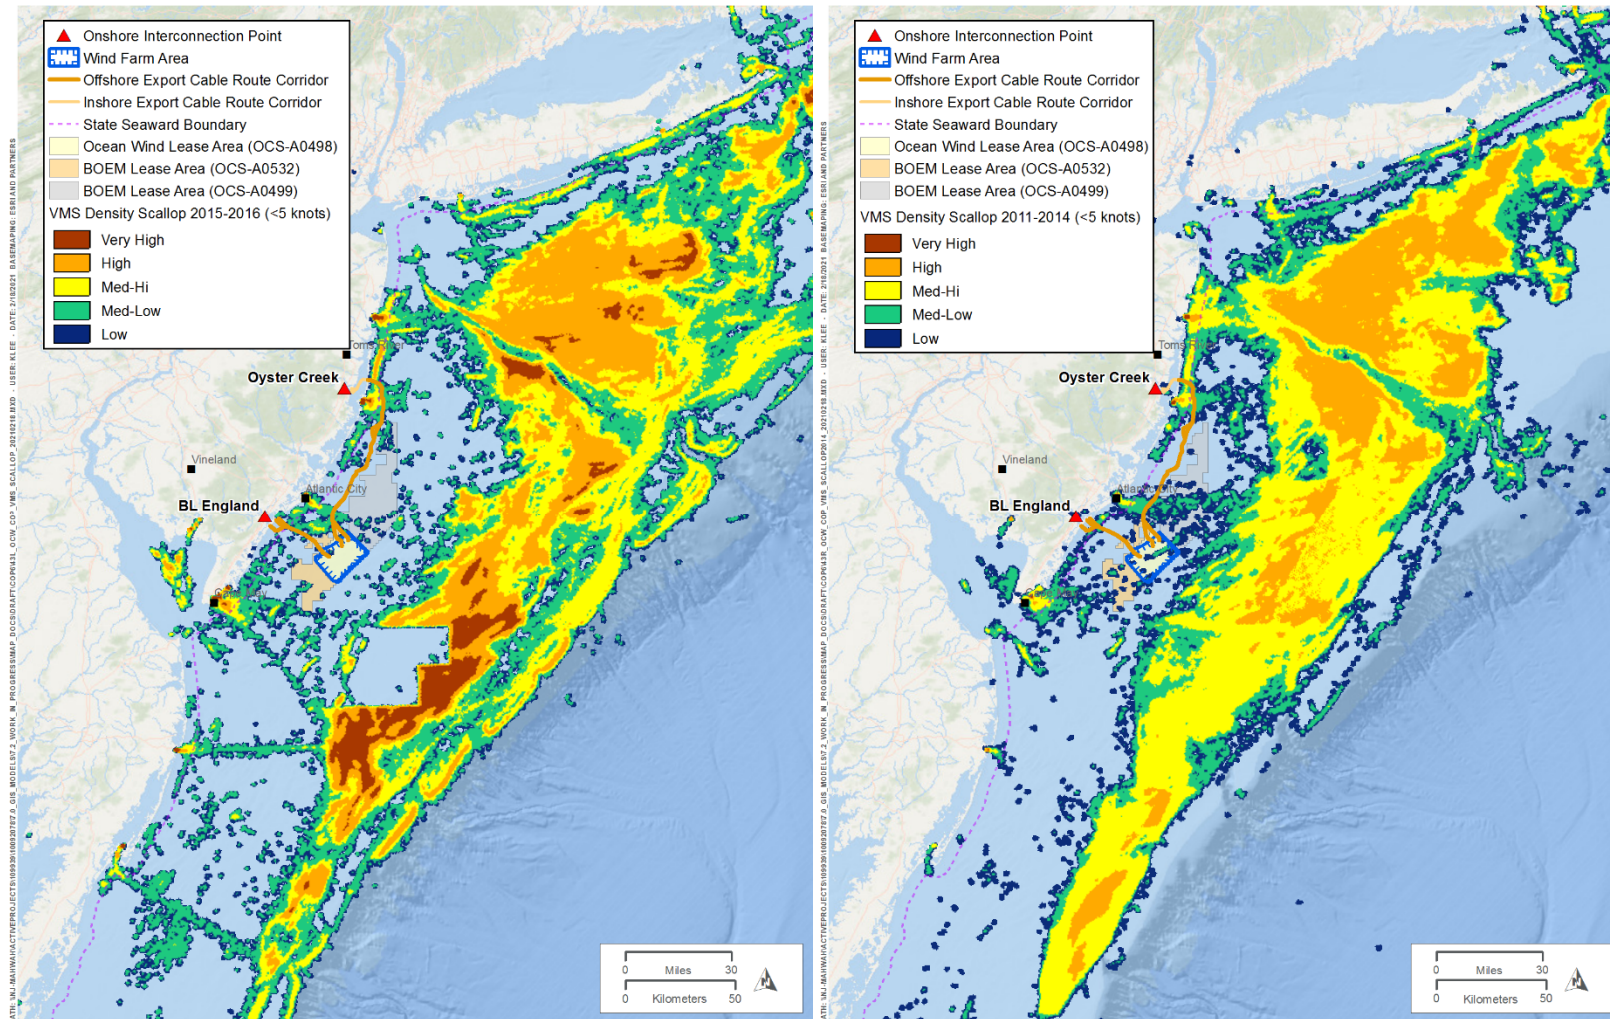 Onshore Interconnection Point
Wind Farm Area
Offshore Export Cable Route Corridor
Inshore Export Cable Route Corridor
State Seaward Boundary
Ocean Wind Lease Area (OCS-A0498)
BOEM Lease Area (OCS-A0532)
BOEM Lease Area (OCS-A0499)
VMS Density Scallop 2015-2016 (<5 knots)
Very High
High
Med-Hi
Med-Low
Low
Toms River
Oyster Creek
Vineland
Atlantic City
BL England
Cape May
0 30
Miles
0 50
Kilometers
N
Onshore Interconnection Point
Wind Farm Area
Offshore Export Cable Route Corridor
Inshore Export Cable Route Corridor
State Seaward Boundary
Ocean Wind Lease Area (OCS-A0498)
BOEM Lease Area (OCS-A0532)
BOEM Lease Area (OCS-A0499)
VMS Density Scallop 2011-2014 (<5 knots)
Very High
High
Med-Hi
Med-Low
Low
Toms River
Oyster Creek
Vineland
Atlantic City
BL England
Cape May
0 30
Miles
0 50
Kilometers
N